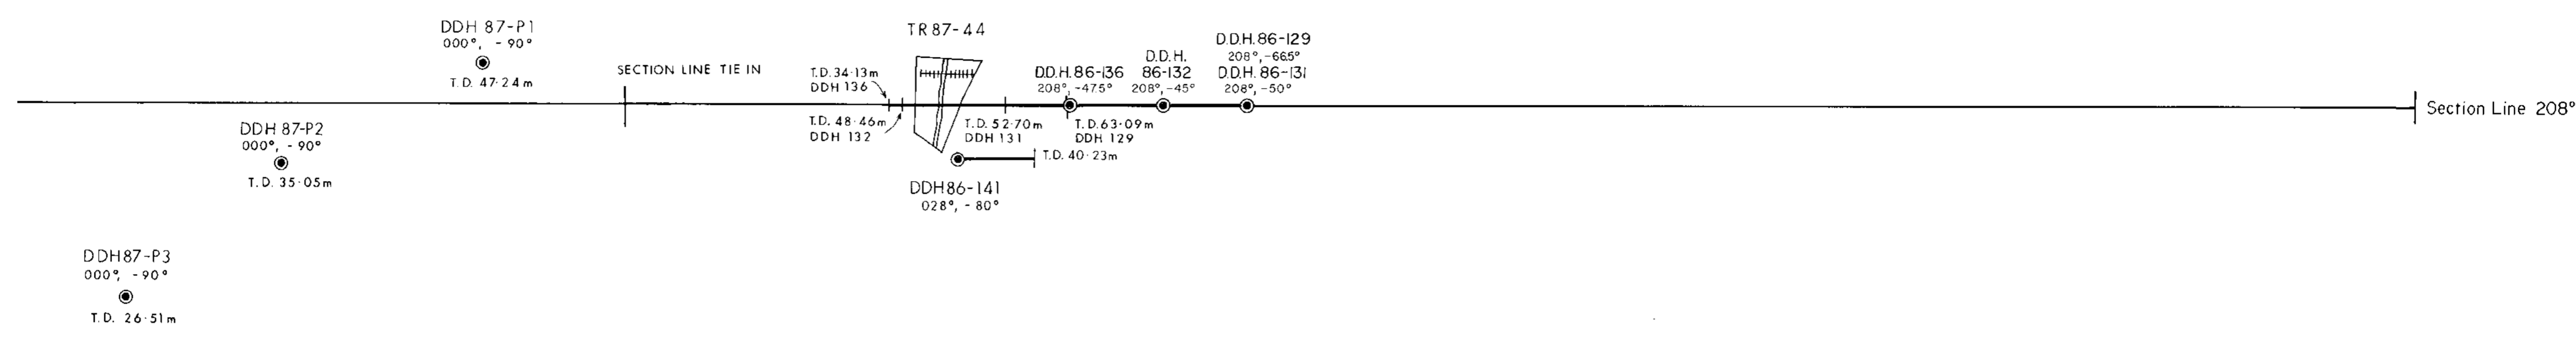 DDH 87-P1
000°, -90°
T.D. 47·24m
SECTION LINE TIE IN
TR87-44
T.D. 34·13m
DDH 136
T.D. 48·46m
DDH 132
D.D.H. 86-136
208°, -47.5°
D.D.H.
86-132
208°, -45°
D.D.H. 86-129
208°, -66.5°
D.D.H. 86-131
208°, -50°
Section Line 208°
T.D. 52·70m
DDH 131
T.D. 63·09m
DDH 129
T.D. 40·23m
DDH86-141
028°, -80°
DDH 87-P2
000°, -90°
T.D. 35·05m
DDH87-P3
000°, -90°
T.D. 26·51m